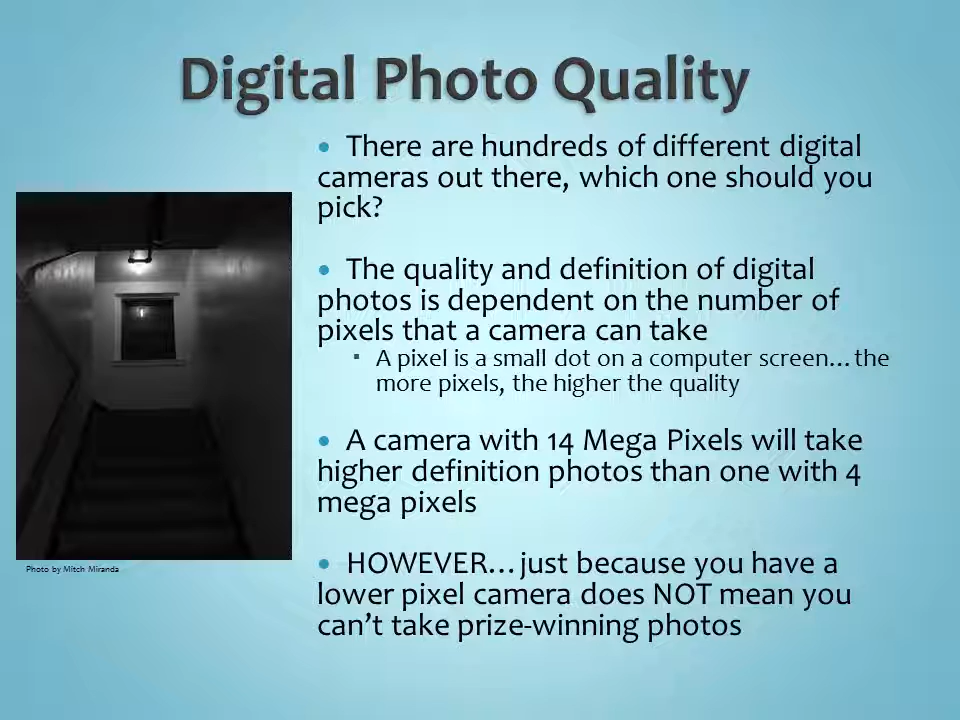 Digital Photo Quality
• There are hundreds of different digital
cameras out there, which one should you
pick?
• The quality and definition of digital
photos is dependent on the number of
pixels that a camera can take
▪ A pixel is a small dot on a computer screen…the
more pixels, the higher the quality
• A camera with 14 Mega Pixels will take
higher definition photos than one with 4
mega pixels
• HOWEVER…just because you have a
lower pixel camera does NOT mean you
can’t take prize-winning photos
Photo by Mitch Miranda